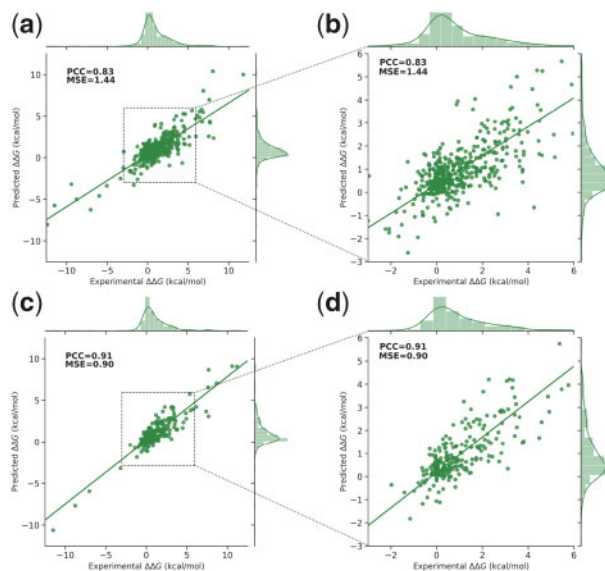 (a)
PCC=0.83
MSE=1.44
Predicted ΔΔG (kcal/mol)
10
5
0
−5
−10
−10 −5 0 5 10
Experimental ΔΔG (kcal/mol)
(b)
PCC=0.83
MSE=1.44
Predicted ΔΔG (kcal/mol)
6
5
4
3
2
1
0
−1
−2
−3
−2 0 2 4 6
Experimental ΔΔG (kcal/mol)
(c)
PCC=0.91
MSE=0.90
Predicted ΔΔG (kcal/mol)
10
5
0
−5
−10
−10 −5 0 5 10
Experimental ΔΔG (kcal/mol)
(d)
PCC=0.91
MSE=0.90
Predicted ΔΔG (kcal/mol)
6
5
4
3
2
1
0
−1
−2
−3
−2 0 2 4 6
Experimental ΔΔG (kcal/mol)